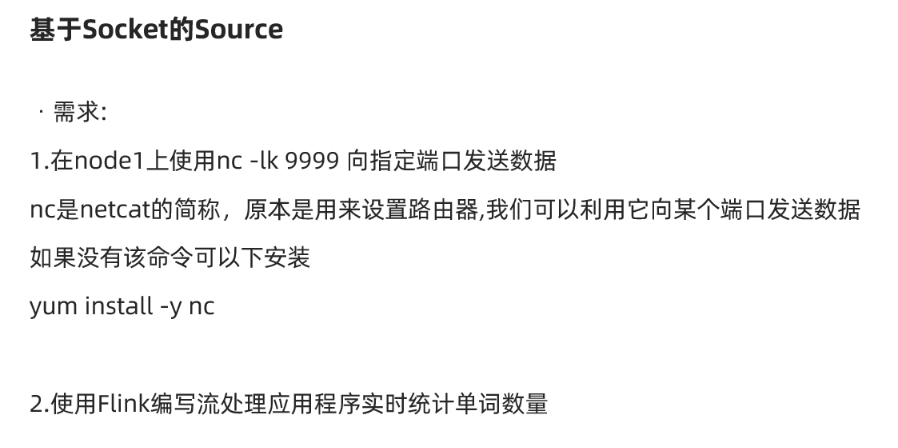 基于Socket的Source
· 需求:
1.在node1上使用nc -lk 9999 向指定端口发送数据
nc是netcat的简称，原本是用来设置路由器,我们可以利用它向某个端口发送数据
如果没有该命令可以下安装
yum install -y nc
2.使用Flink编写流处理应用程序实时统计单词数量